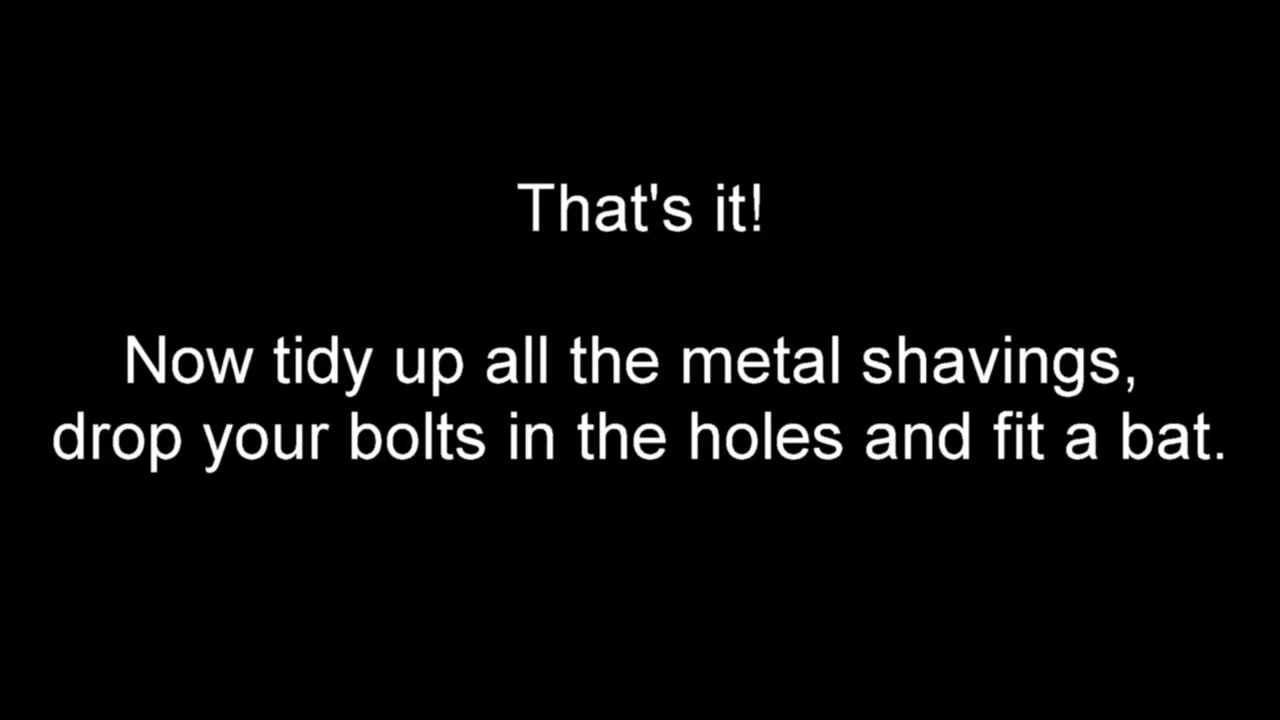 That's it!
Now tidy up all the metal shavings,
drop your bolts in the holes and fit a bat.